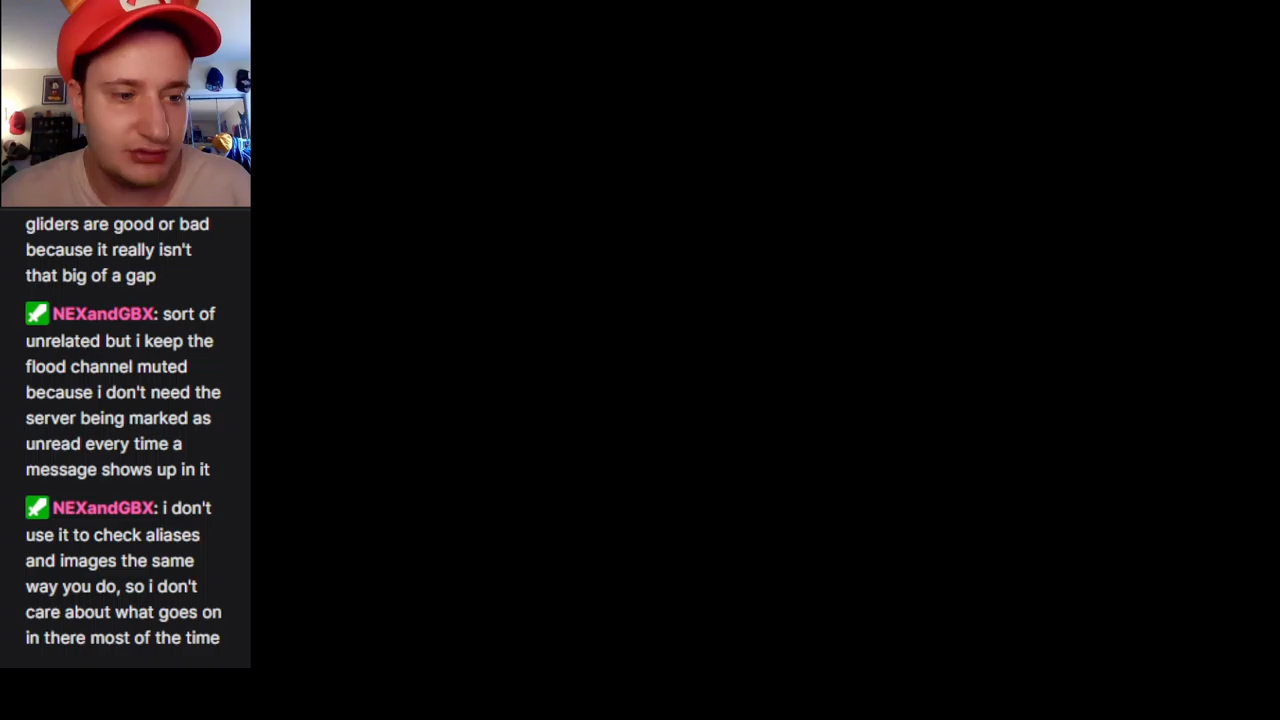 gliders are good or bad
because it really isn't
that big of a gap
NEXandGBX: sort of
unrelated but i keep the
flood channel muted
because i don't need the
server being marked as
unread every time a
message shows up in it
NEXandGBX: i don't
use it to check aliases
and images the same
way you do, so i don't
care about what goes on
in there most of the time